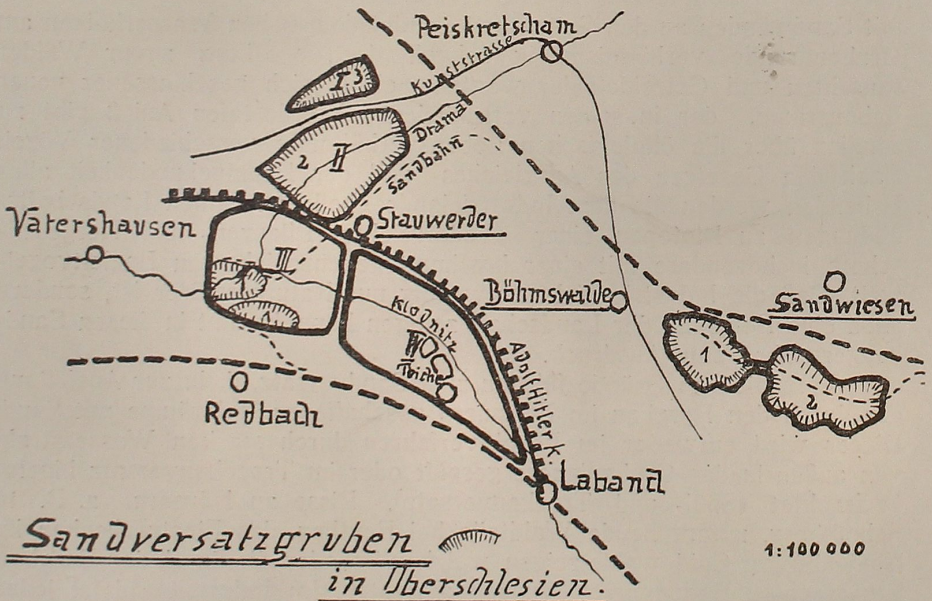 Peiskretscham
Kunststrasse
I.3
Drama
2 II
Sandbahn
Vatershausen
Stauwerder
III
1
1
Böhmswalde
Sandwiesen
Klodnitz
Teiche
Adolf Hitler K.
1
2
Redbach
Laband
Sandversatzgruben
in Oberschlesien.
1:100 000